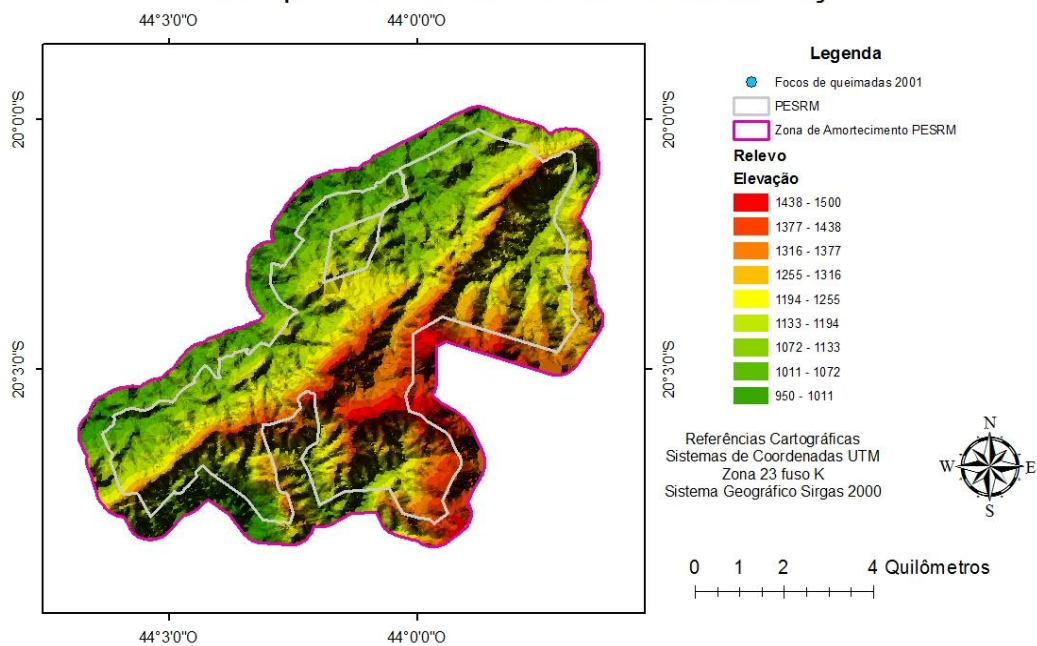 44°3'0"O
44°0'0"O
20°0'0"S
20°3'0"S
20°0'0"S
20°3'0"S
44°3'0"O
44°0'0"O
Legenda
Focos de queimadas 2001
PESRM
Zona de Amortecimento PESRM
Relevo
Elevação
1438 - 1500
1377 - 1438
1316 - 1377
1255 - 1316
1194 - 1255
1133 - 1194
1072 - 1133
1011 - 1072
950 - 1011
Referências Cartográficas
Sistemas de Coordenadas UTM
Zona 23 fuso K
Sistema Geográfico Sirgas 2000
N
W
E
S
0 1 2 4 Quilômetros